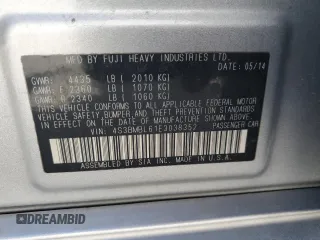 MFD BY FUJI HEAVY INDUSTRIES LTD.
DATE: 05/14
GVWR: 4435 LB ( 2010 KG)
GAWR: F 2360 LB ( 1070 KG)
GAWR: R 2340 LB ( 1060 KG)
THIS VEHICLE CONFORMS TO ALL APPLICABLE FEDERAL MOTOR
VEHICLE SAFETY, BUMPER, AND THEFT PREVENTION STANDARDS
IN EFFECT ON THE DATE OF MANUFACTURE SHOWN ABOVE.
VIN: 4S3BMBL61E3038352
PASSENGER CAR
ASSEMBLED BY SIA INC. IN U.S.A.
DREAMBID